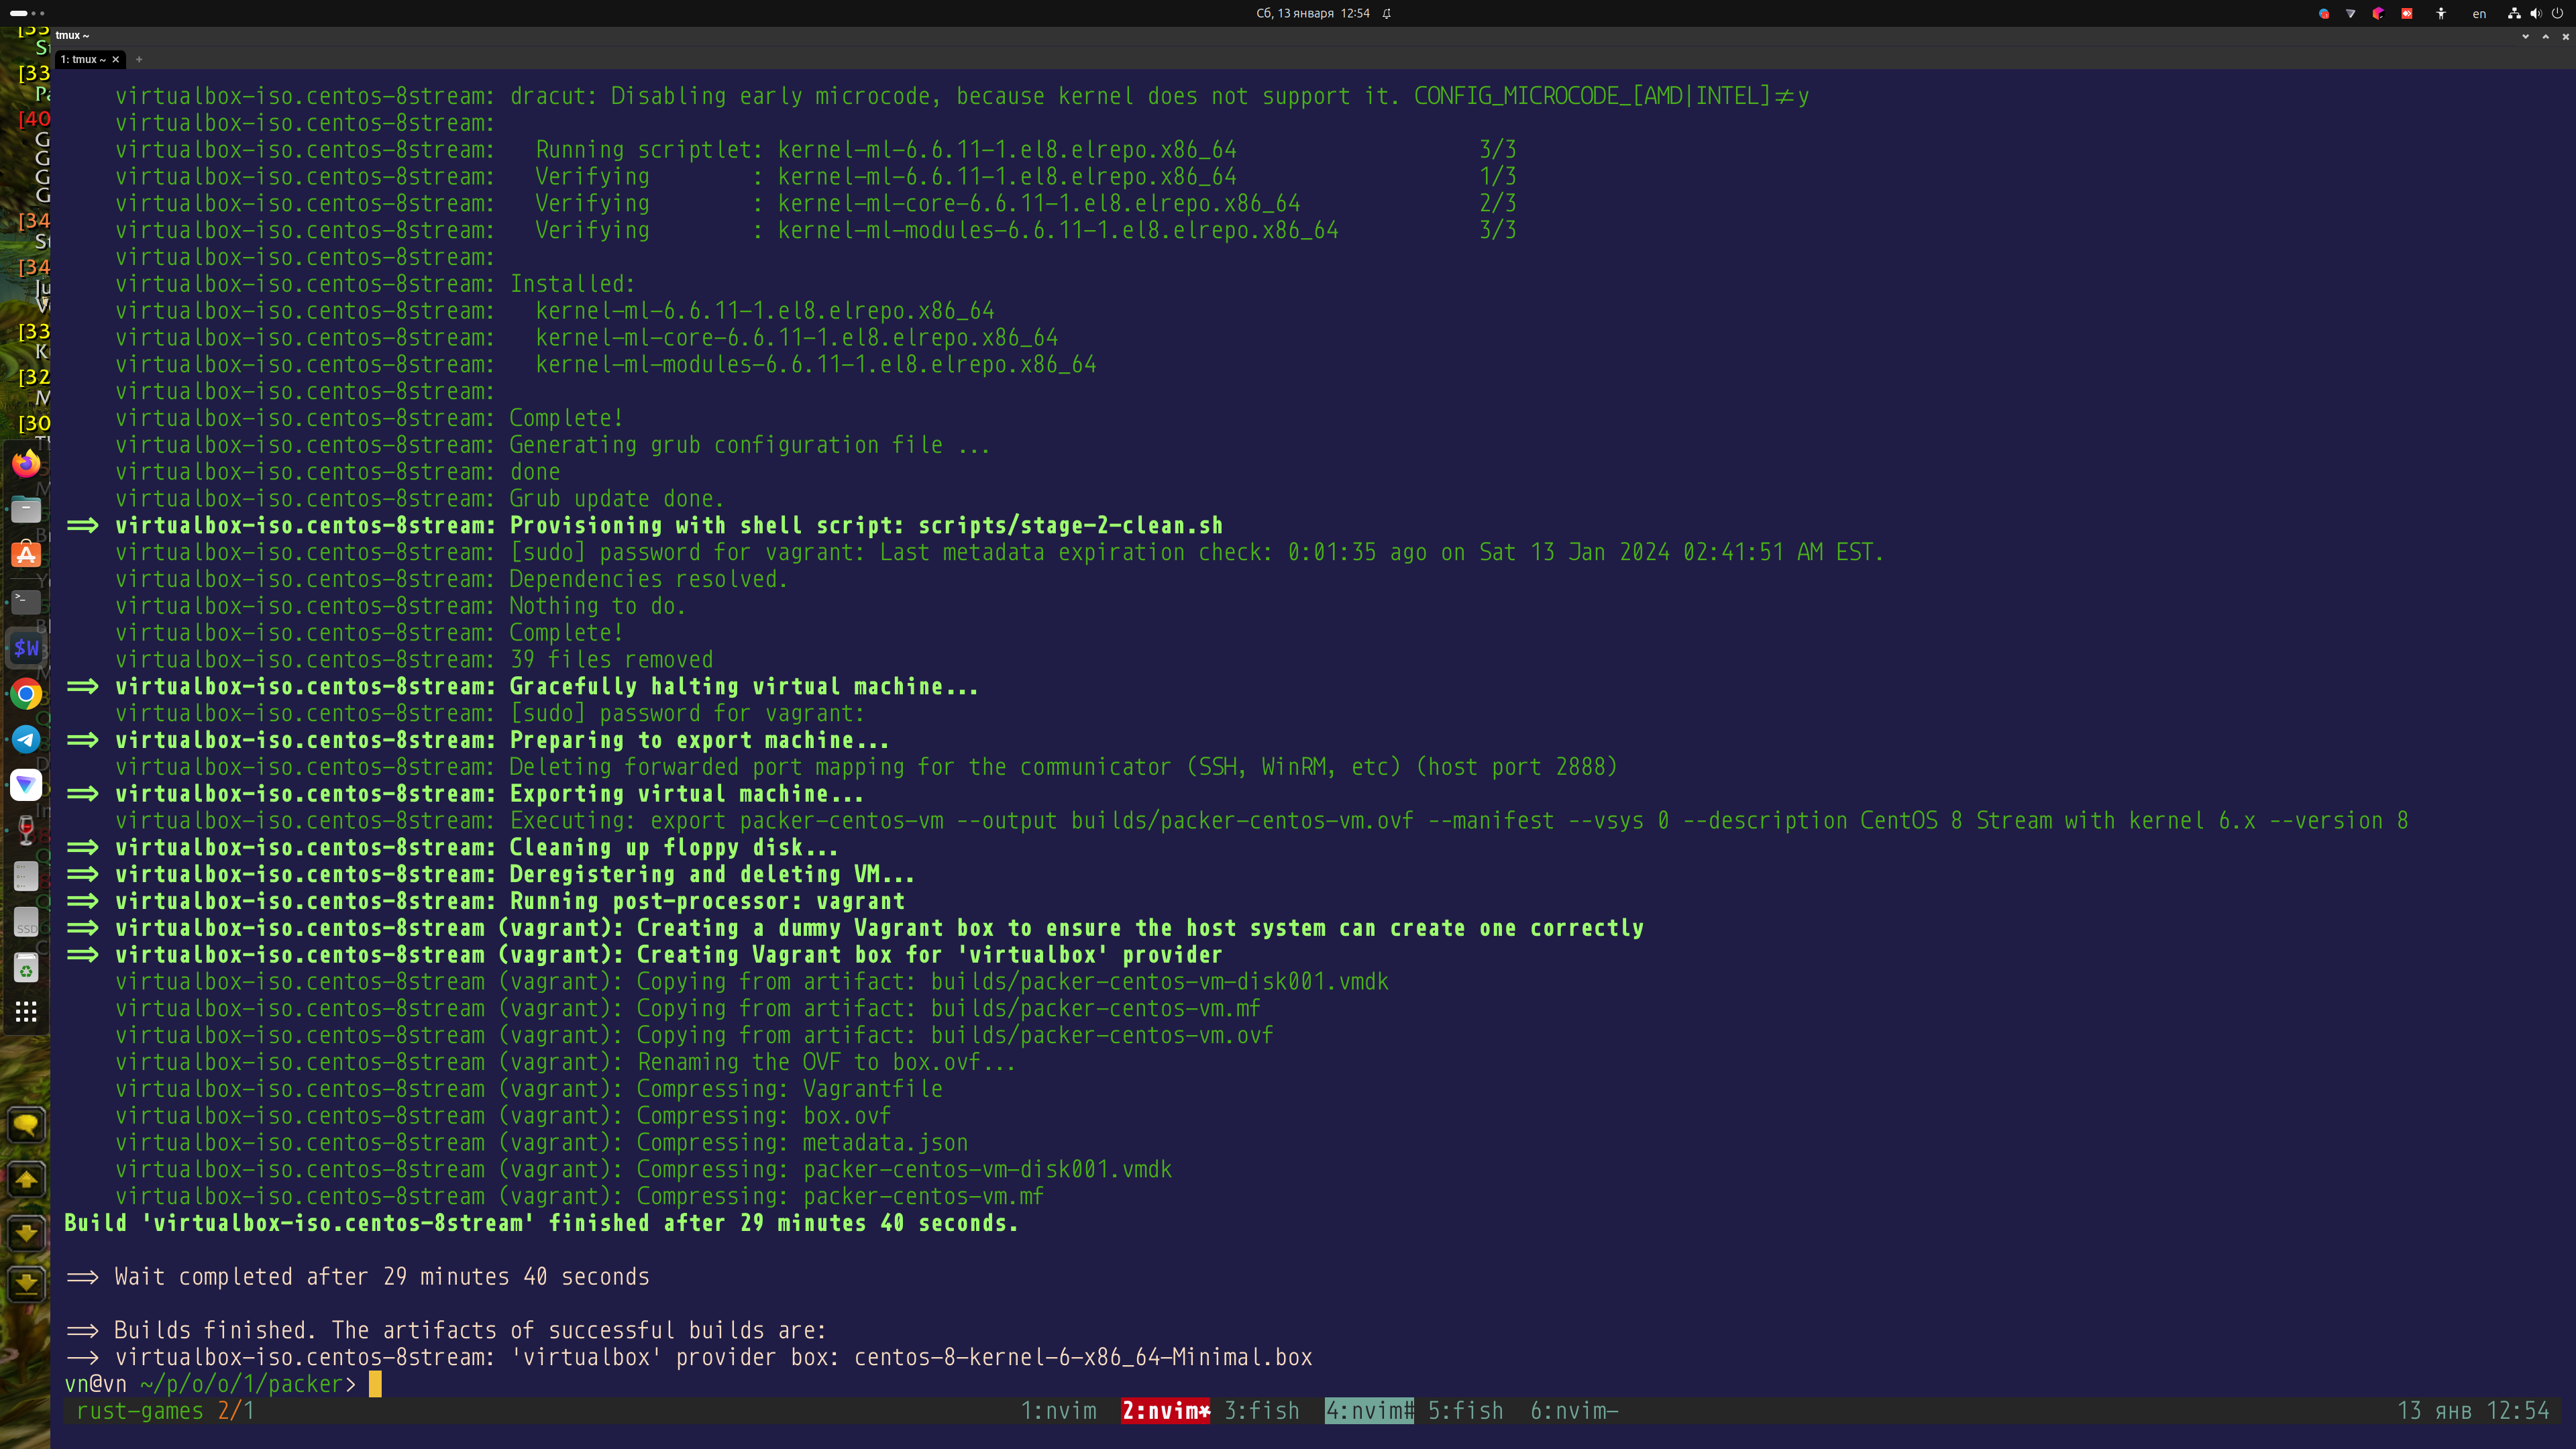 Сб, 13 января 12:54
en
tmux ~
1: tmux ~
[33
[33
[40
[34
[34
[33
[32
[30
virtualbox-iso.centos-8stream: dracut: Disabling early microcode, because kernel does not support it. CONFIG_MICROCODE_[AMD|INTEL]!=y
virtualbox-iso.centos-8stream:
virtualbox-iso.centos-8stream: Running scriptlet: kernel-ml-6.6.11-1.el8.elrepo.x86_64 3/3
virtualbox-iso.centos-8stream: Verifying : kernel-ml-6.6.11-1.el8.elrepo.x86_64 1/3
virtualbox-iso.centos-8stream: Verifying : kernel-ml-core-6.6.11-1.el8.elrepo.x86_64 2/3
virtualbox-iso.centos-8stream: Verifying : kernel-ml-modules-6.6.11-1.el8.elrepo.x86_64 3/3
virtualbox-iso.centos-8stream:
virtualbox-iso.centos-8stream: Installed:
virtualbox-iso.centos-8stream: kernel-ml-6.6.11-1.el8.elrepo.x86_64
virtualbox-iso.centos-8stream: kernel-ml-core-6.6.11-1.el8.elrepo.x86_64
virtualbox-iso.centos-8stream: kernel-ml-modules-6.6.11-1.el8.elrepo.x86_64
virtualbox-iso.centos-8stream:
virtualbox-iso.centos-8stream: Complete!
virtualbox-iso.centos-8stream: Generating grub configuration file ...
virtualbox-iso.centos-8stream: done
virtualbox-iso.centos-8stream: Grub update done.
==> virtualbox-iso.centos-8stream: Provisioning with shell script: scripts/stage-2-clean.sh
virtualbox-iso.centos-8stream: [sudo] password for vagrant: Last metadata expiration check: 0:01:35 ago on Sat 13 Jan 2024 02:41:51 AM EST.
virtualbox-iso.centos-8stream: Dependencies resolved.
virtualbox-iso.centos-8stream: Nothing to do.
virtualbox-iso.centos-8stream: Complete!
virtualbox-iso.centos-8stream: 39 files removed
==> virtualbox-iso.centos-8stream: Gracefully halting virtual machine...
virtualbox-iso.centos-8stream: [sudo] password for vagrant:
==> virtualbox-iso.centos-8stream: Preparing to export machine...
virtualbox-iso.centos-8stream: Deleting forwarded port mapping for the communicator (SSH, WinRM, etc) (host port 2888)
==> virtualbox-iso.centos-8stream: Exporting virtual machine...
virtualbox-iso.centos-8stream: Executing: export packer-centos-vm --output builds/packer-centos-vm.ovf --manifest --vsys 0 --description CentOS 8 Stream with kernel 6.x --version 8
==> virtualbox-iso.centos-8stream: Cleaning up floppy disk...
==> virtualbox-iso.centos-8stream: Deregistering and deleting VM...
==> virtualbox-iso.centos-8stream: Running post-processor: vagrant
==> virtualbox-iso.centos-8stream (vagrant): Creating a dummy Vagrant box to ensure the host system can create one correctly
==> virtualbox-iso.centos-8stream (vagrant): Creating Vagrant box for 'virtualbox' provider
virtualbox-iso.centos-8stream (vagrant): Copying from artifact: builds/packer-centos-vm-disk001.vmdk
virtualbox-iso.centos-8stream (vagrant): Copying from artifact: builds/packer-centos-vm.mf
virtualbox-iso.centos-8stream (vagrant): Copying from artifact: builds/packer-centos-vm.ovf
virtualbox-iso.centos-8stream (vagrant): Renaming the OVF to box.ovf...
virtualbox-iso.centos-8stream (vagrant): Compressing: Vagrantfile
virtualbox-iso.centos-8stream (vagrant): Compressing: box.ovf
virtualbox-iso.centos-8stream (vagrant): Compressing: metadata.json
virtualbox-iso.centos-8stream (vagrant): Compressing: packer-centos-vm-disk001.vmdk
virtualbox-iso.centos-8stream (vagrant): Compressing: packer-centos-vm.mf
Build 'virtualbox-iso.centos-8stream' finished after 29 minutes 40 seconds.
==> Wait completed after 29 minutes 40 seconds
==> Builds finished. The artifacts of successful builds are:
--> virtualbox-iso.centos-8stream: 'virtualbox' provider box: centos-8-kernel-6-x86_64-Minimal.box
vn@vn ~/p/o/o/1/packer>
rust-games 2/1 1:nvim 2:nvim* 3:fish 4:nvim# 5:fish 6:nvim- 13 янв 12:54
$W
SSD